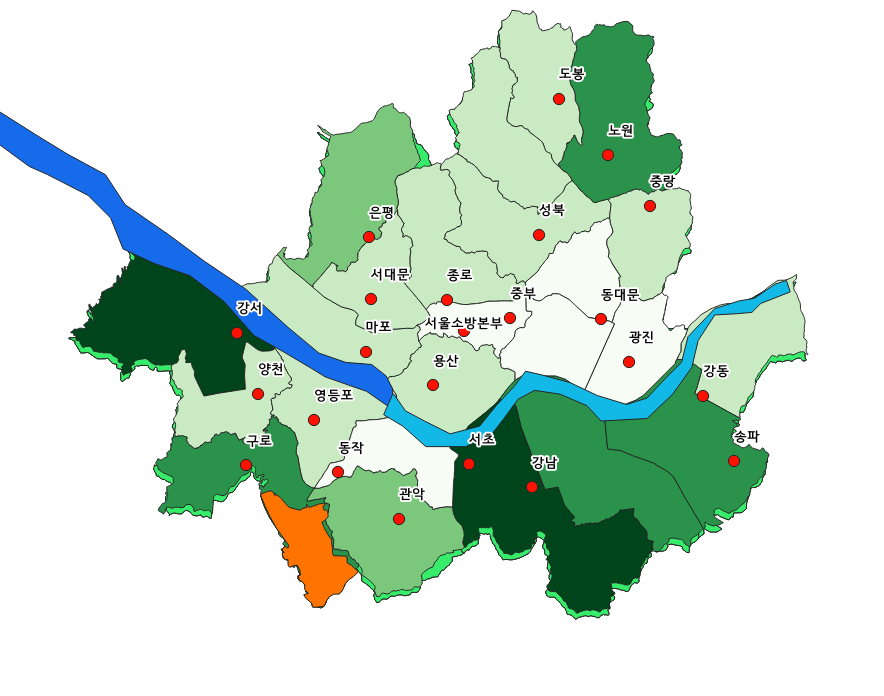 도봉
노원
중랑
은평
성북
서대문
종로
중부
동대문
강서
서울소방본부
마포
광진
용산
양천
강동
영등포
구로
동작
서초
송파
강남
관악